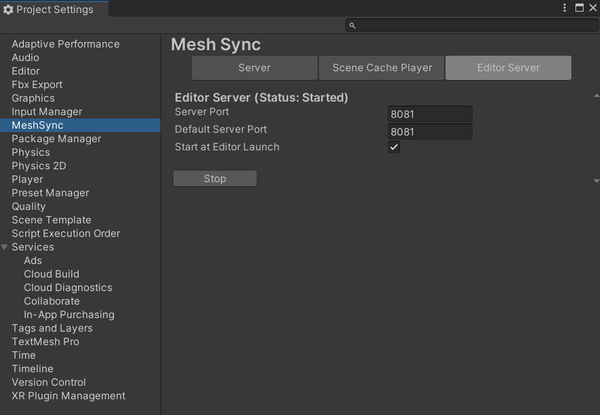 Project Settings
Adaptive Performance
Audio
Editor
Fbx Export
Graphics
Input Manager
MeshSync
Package Manager
Physics
Physics 2D
Player
Preset Manager
Quality
Scene Template
Script Execution Order
Services
Ads
Cloud Build
Cloud Diagnostics
Collaborate
In-App Purchasing
Tags and Layers
TextMesh Pro
Time
Timeline
Version Control
XR Plugin Management
Mesh Sync
Server Scene Cache Player Editor Server
Editor Server (Status: Started)
Server Port 8081
Default Server Port 8081
Start at Editor Launch
Stop